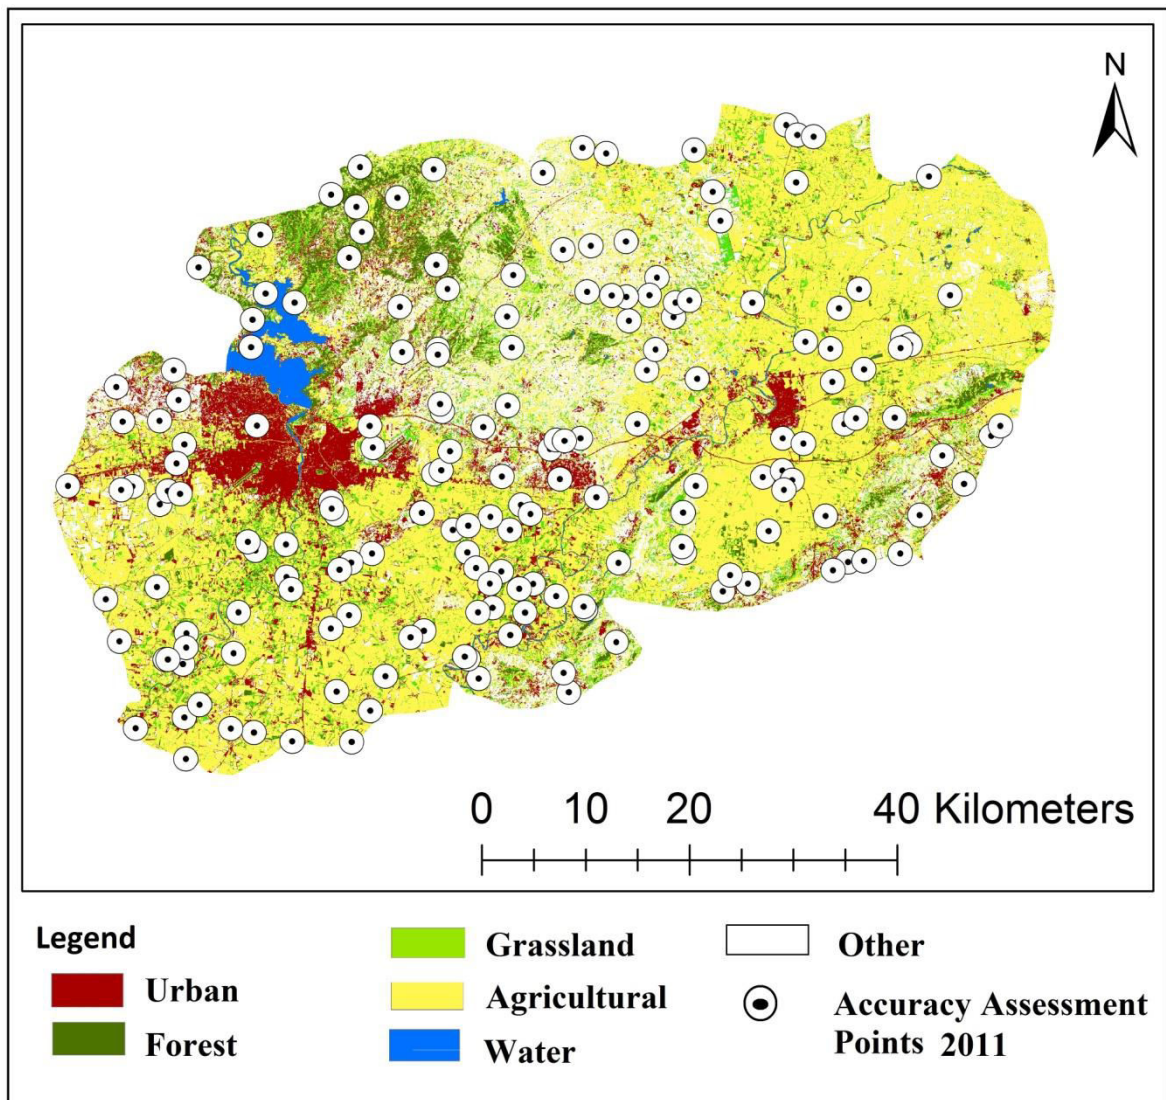 N
0 10 20 40 Kilometers
Legend
Urban
Forest
Grassland
Agricultural
Water
Other
Accuracy Assessment
Points 2011